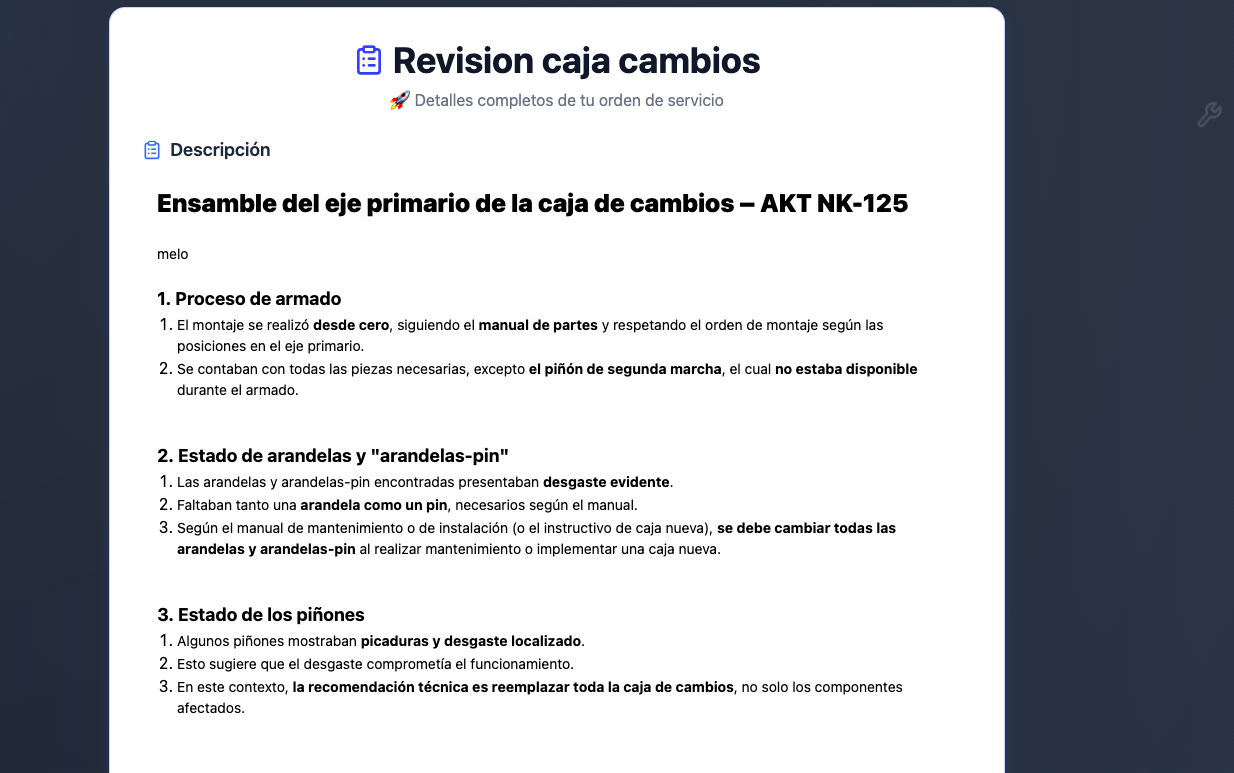 Revision caja cambios
🚀 Detalles completos de tu orden de servicio
Descripción
Ensamble del eje primario de la caja de cambios – AKT NK-125
melo
1. Proceso de armado
1. El montaje se realizó desde cero, siguiendo el manual de partes y respetando el orden de montaje según las
posiciones en el eje primario.
2. Se contaban con todas las piezas necesarias, excepto el piñón de segunda marcha, el cual no estaba disponible
durante el armado.
2. Estado de arandelas y "arandelas-pin"
1. Las arandelas y arandelas-pin encontradas presentaban desgaste evidente.
2. Faltaban tanto una arandela como un pin, necesarios según el manual.
3. Según el manual de mantenimiento o de instalación (o el instructivo de caja nueva), se debe cambiar todas las
arandelas y arandelas-pin al realizar mantenimiento o implementar una caja nueva.
3. Estado de los piñones
1. Algunos piñones mostraban picaduras y desgaste localizado.
2. Esto sugiere que el desgaste comprometía el funcionamiento.
3. En este contexto, la recomendación técnica es reemplazar toda la caja de cambios, no solo los componentes
afectados.